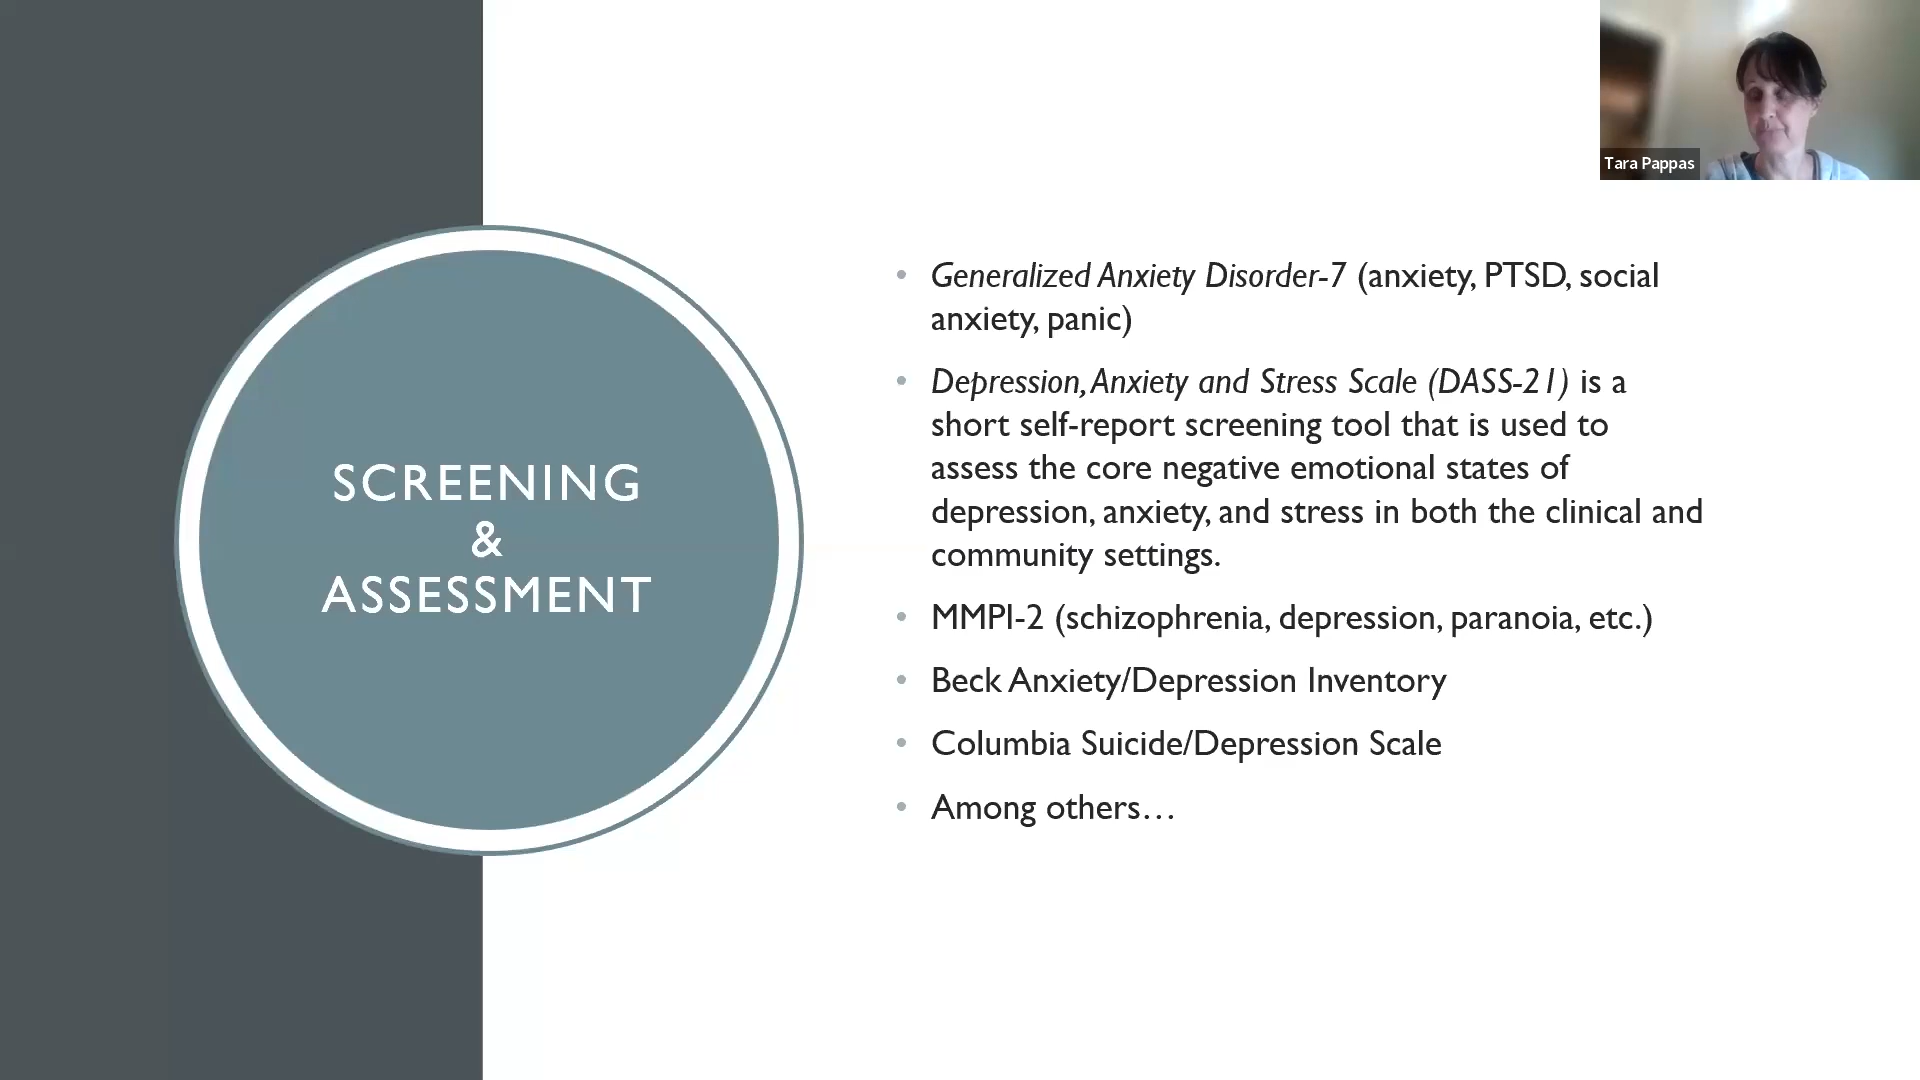 Tara Pappas
SCREENING
&
ASSESSMENT
• Generalized Anxiety Disorder-7 (anxiety, PTSD, social
anxiety, panic)
• Depression, Anxiety and Stress Scale (DASS-21) is a
short self-report screening tool that is used to
assess the core negative emotional states of
depression, anxiety, and stress in both the clinical and
community settings.
• MMPI-2 (schizophrenia, depression, paranoia, etc.)
• Beck Anxiety/Depression Inventory
• Columbia Suicide/Depression Scale
• Among others…